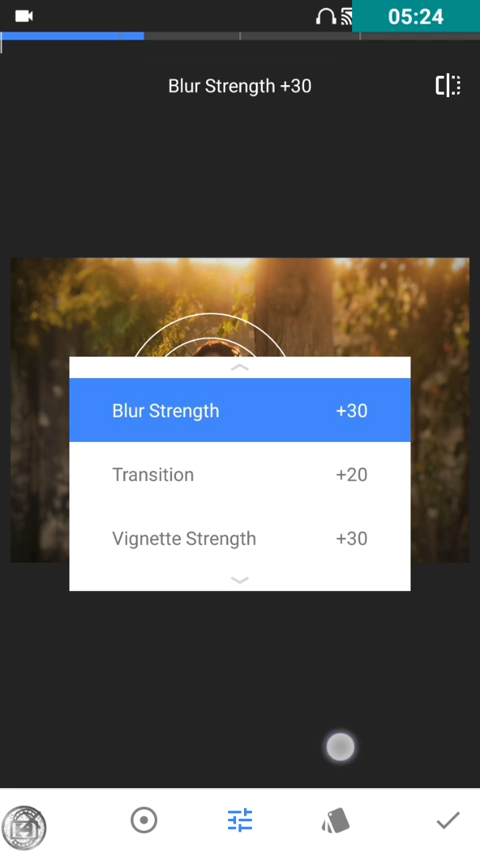 05:24
Blur Strength +30
Blur Strength +30
Transition +20
Vignette Strength +30